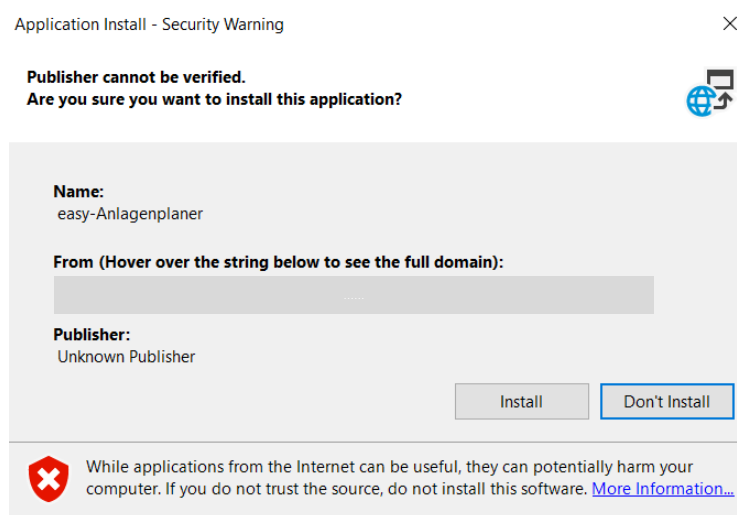 Application Install - Security Warning
Publisher cannot be verified.
Are you sure you want to install this application?
Name:
easy-Anlagenplaner
From (Hover over the string below to see the full domain):
......
Publisher:
Unknown Publisher
Install
Don't Install
While applications from the Internet can be useful, they can potentially harm your
computer. If you do not trust the source, do not install this software. More Information...